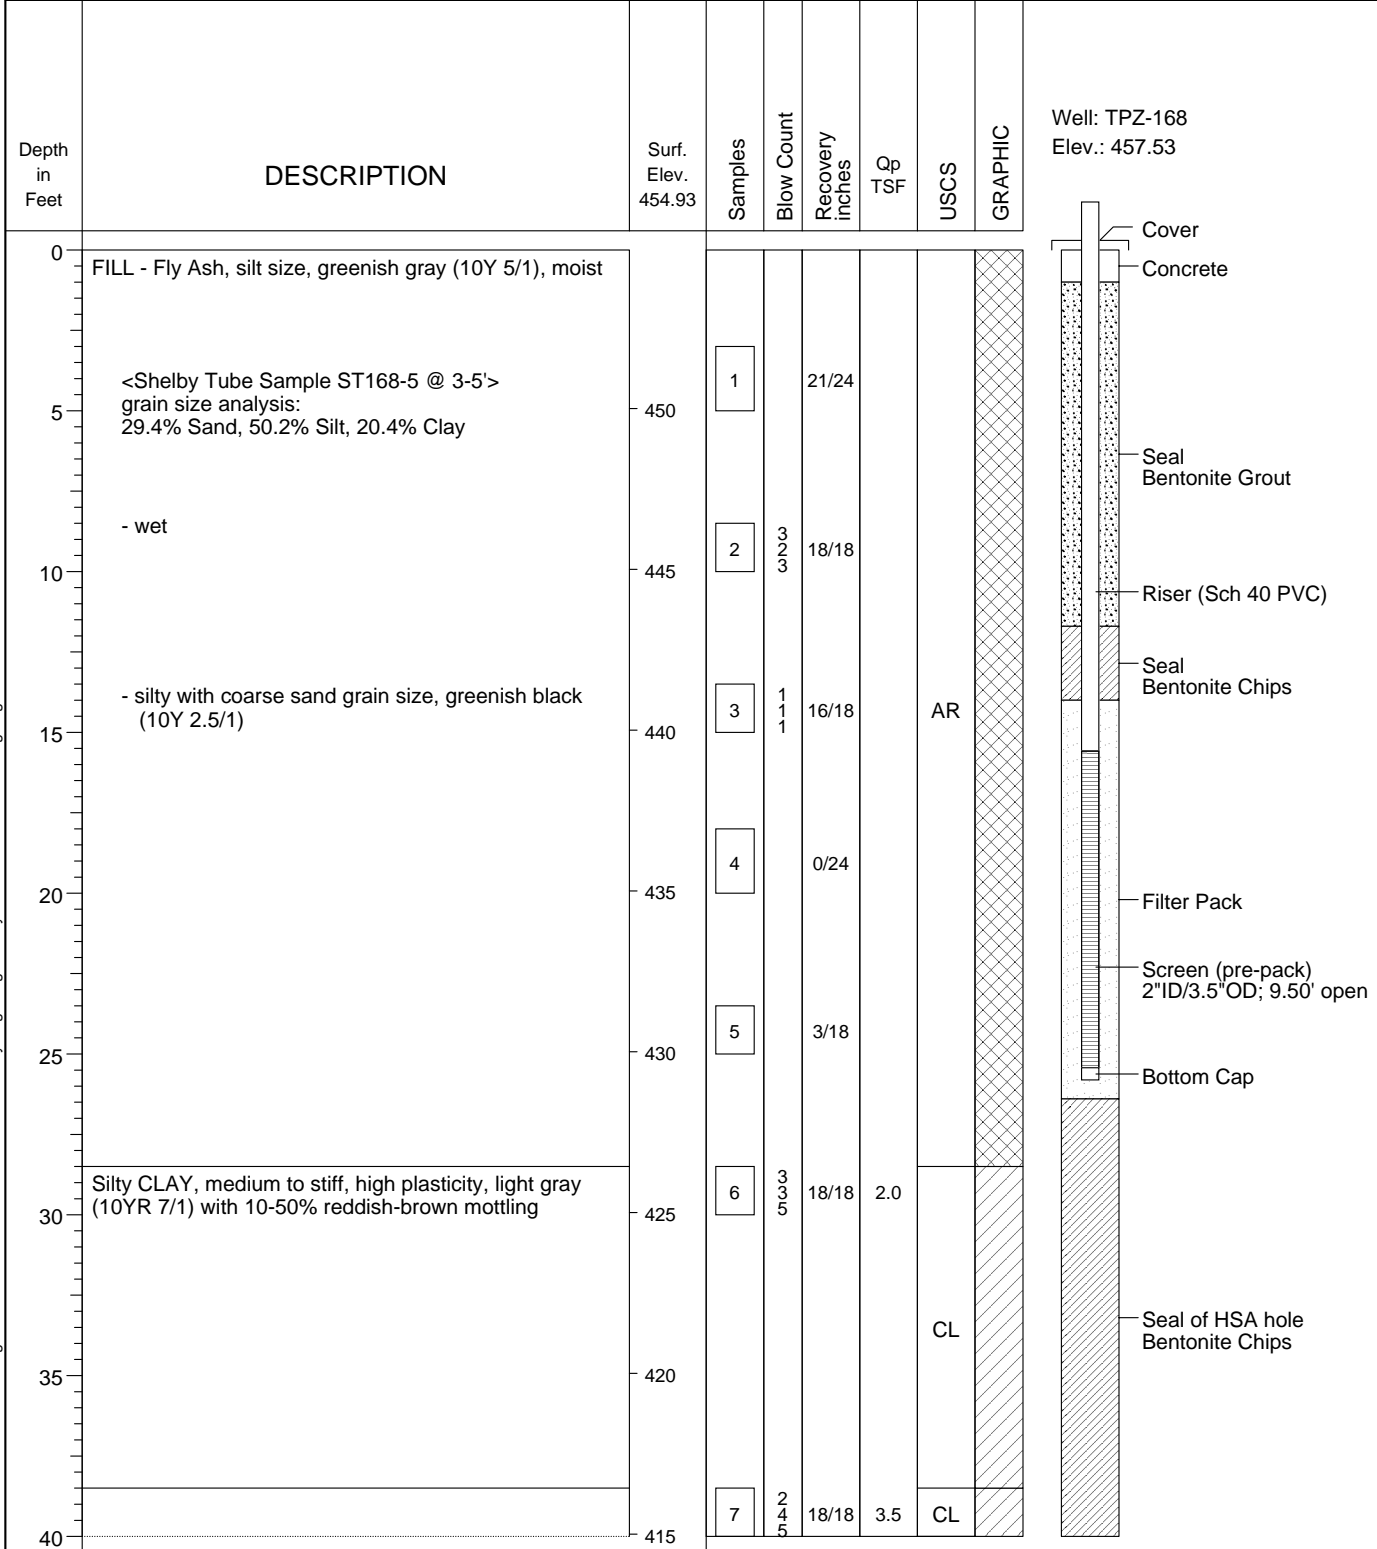 Depth
in
Feet
DESCRIPTION
Surf.
Elev.
454.93
Samples
Blow Count
Recovery
inches
Qp
TSF
USCS
GRAPHIC
Well: TPZ-168
Elev.: 457.53
Cover
Concrete
0
FILL - Fly Ash, silt size, greenish gray (10Y 5/1), moist
<Shelby Tube Sample ST168-5 @ 3-5'>
grain size analysis:
29.4% Sand, 50.2% Silt, 20.4% Clay
1
21/24
5
450
Seal
Bentonite Grout
- wet
2
3
2
3
18/18
10
445
Riser (Sch 40 PVC)
Seal
Bentonite Chips
- silty with coarse sand grain size, greenish black
(10Y 2.5/1)
3
1
1
1
16/18
AR
15
440
4
0/24
20
435
Filter Pack
Screen (pre-pack)
2"ID/3.5"OD; 9.50' open
5
3/18
25
430
Bottom Cap
Silty CLAY, medium to stiff, high plasticity, light gray
(10YR 7/1) with 10-50% reddish-brown mottling
6
3
3
5
18/18
2.0
30
425
CL
Seal of HSA hole
Bentonite Chips
35
420
7
2
4
5
18/18
3.5
CL
40
415